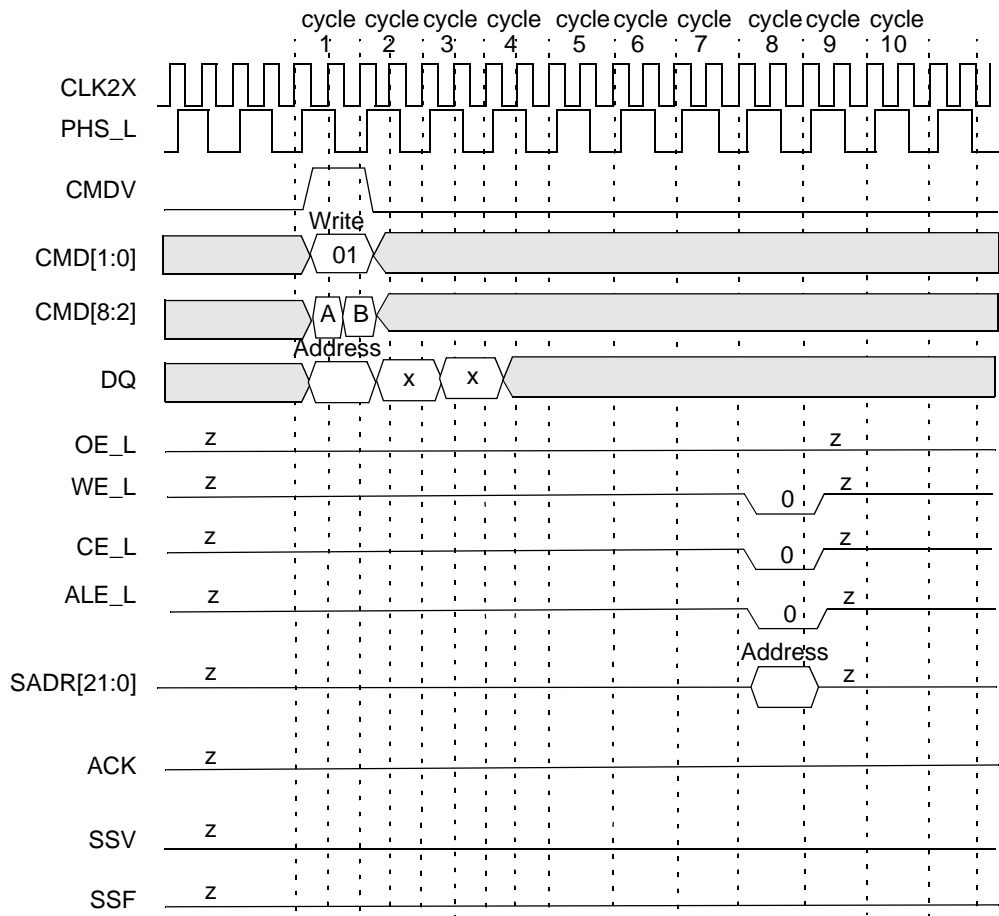 cycle cycle cycle cycle cycle cycle cycle cycle cycle cycle
1 2 3 4 5 6 7 8 9 10
CLK2X
PHS_L
CMDV
Write
CMD[1:0] 01
CMD[8:2] A B
Address
DQ x x
OE_L z z
WE_L z 0 z
CE_L z 0 z
ALE_L z 0 z
Address
SADR[21:0] z z
ACK z
SSV z
SSF z